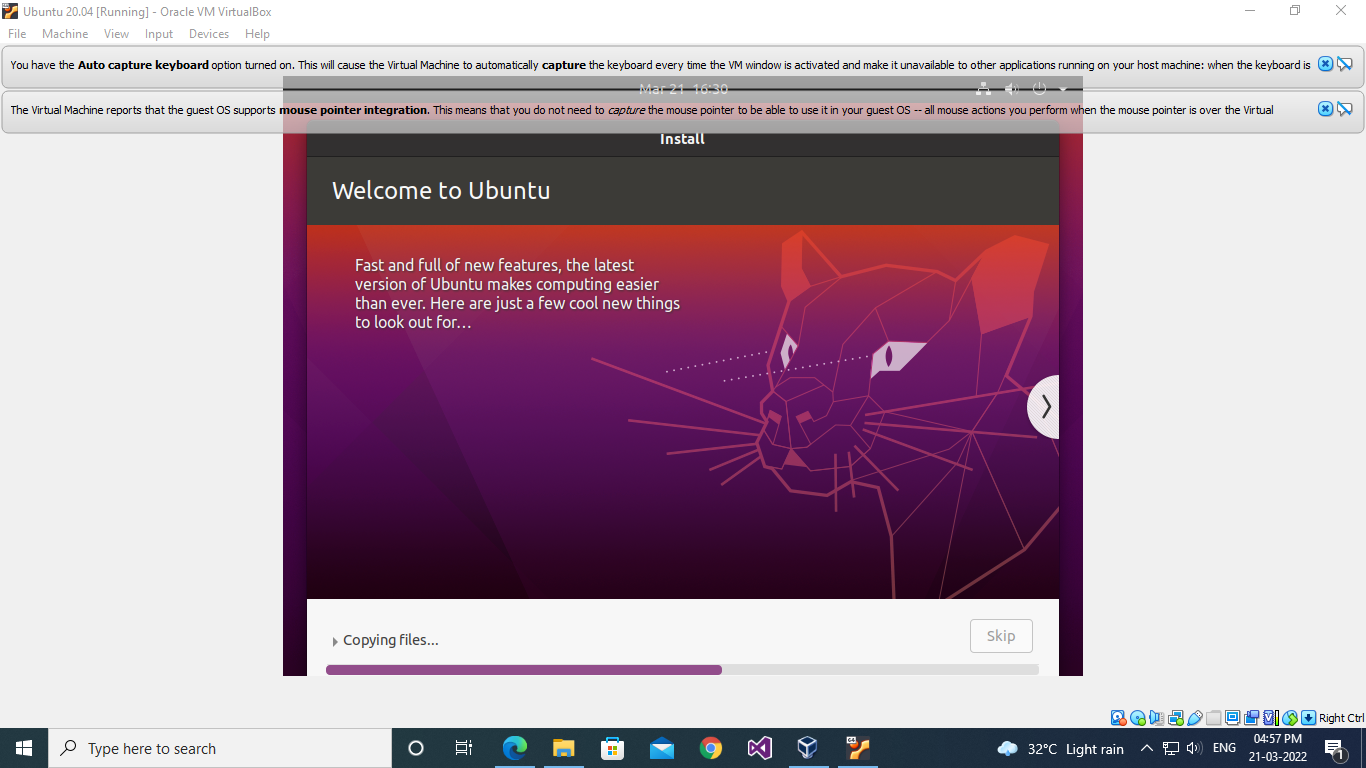 Ubuntu 20.04 [Running] - Oracle VM VirtualBox
File Machine View Input Devices Help
You have the Auto capture keyboard option turned on. This will cause the Virtual Machine to automatically capture the keyboard every time the VM window is activated and make it unavailable to other applications running on your host machine: when the keyboard is
Mar 21 16:30
The Virtual Machine reports that the guest OS supports mouse pointer integration. This means that you do not need to capture the mouse pointer to be able to use it in your guest OS -- all mouse actions you perform when the mouse pointer is over the Virtual
Install
Welcome to Ubuntu
Fast and full of new features, the latest
version of Ubuntu makes computing easier
than ever. Here are just a few cool new things
to look out for...
Copying files...
Skip
Right Ctrl
Type here to search
32°C Light rain
ENG
04:57 PM
21-03-2022
1